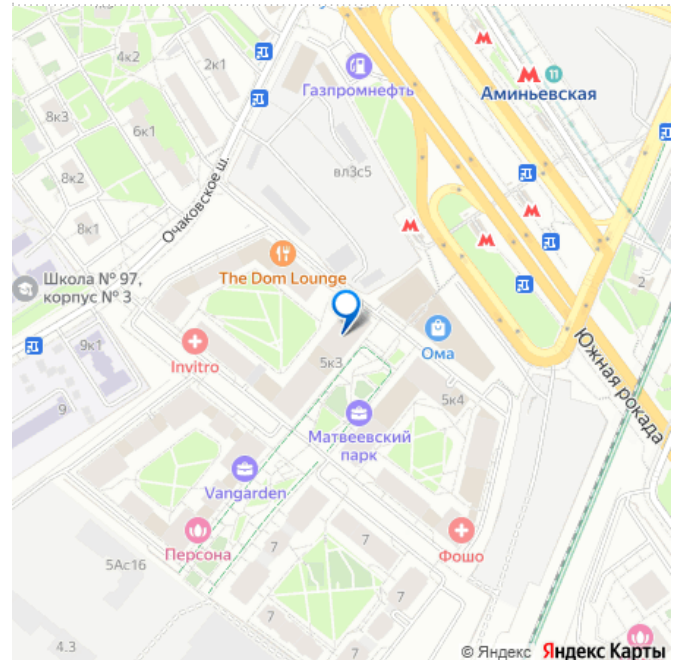 4к2
2к1
Газпромнефть
11
Аминьевская
8к3
6к1
вл3с5
8к2
8к1
Очаковское ш.
2
The Dom Lounge
Школа № 97,
корпус № 3
9к1
Invitro
Ома
5к3
5к4
Южная рокада
9
Матвеевский
парк
Vangarden
Персона
Фошо
7
7
7
7
5Ас16
4.3
© Яндекс Яндекс Карты